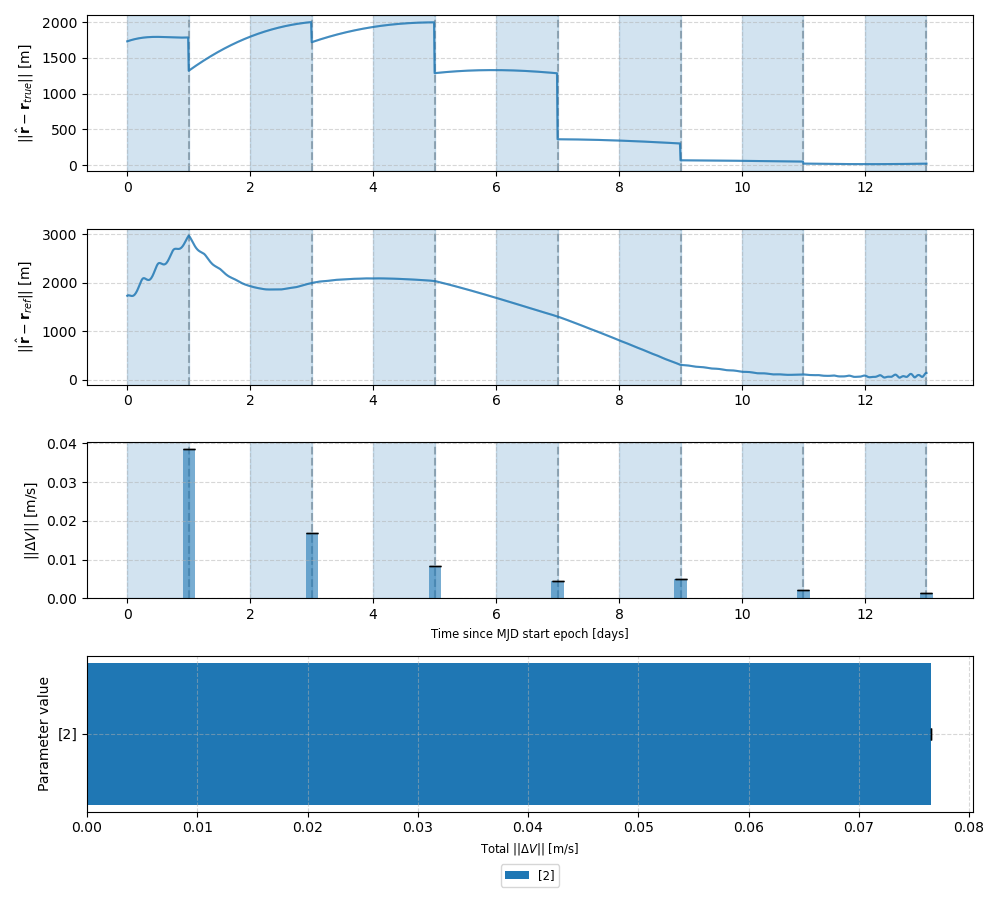 2000
1500
1000
500
0
||r̂ − r_true|| [m]
0 2 4 6 8 10 12
3000
2000
1000
0
||r̂ − r_ref|| [m]
0 2 4 6 8 10 12
0.04
0.03
0.02
0.01
0.00
||ΔV|| [m/s]
0 2 4 6 8 10 12
Time since MJD start epoch [days]
Parameter value
[2]
0.00 0.01 0.02 0.03 0.04 0.05 0.06 0.07 0.08
Total ||ΔV|| [m/s]
[2]